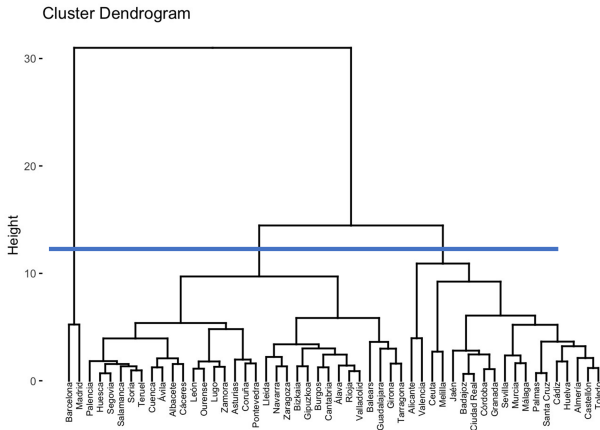 Cluster Dendrogram
30
20
10
0
Height
Barcelona
Madrid
Palencia
Huesca
Segovia
Salamanca
Soria
Teruel
Cuenca
Ávila
Albacete
Cáceres
León
Ourense
Lugo
Zamora
Asturias
Coruña
Pontevedra
Lleida
Navarra
Zaragoza
Bizkaia
Gipuzkoa
Burgos
Cantabria
Álava
Rioja
Valladolid
Balears
Guadalajara
Girona
Tarragona
Alicante
Valencia
Ceuta
Melilla
Jaén
Badajoz
Ciudad Real
Córdoba
Granada
Sevilla
Murcia
Málaga
Palmas
Santa Cruz
Cádiz
Huelva
Almería
Castellón
Toledo